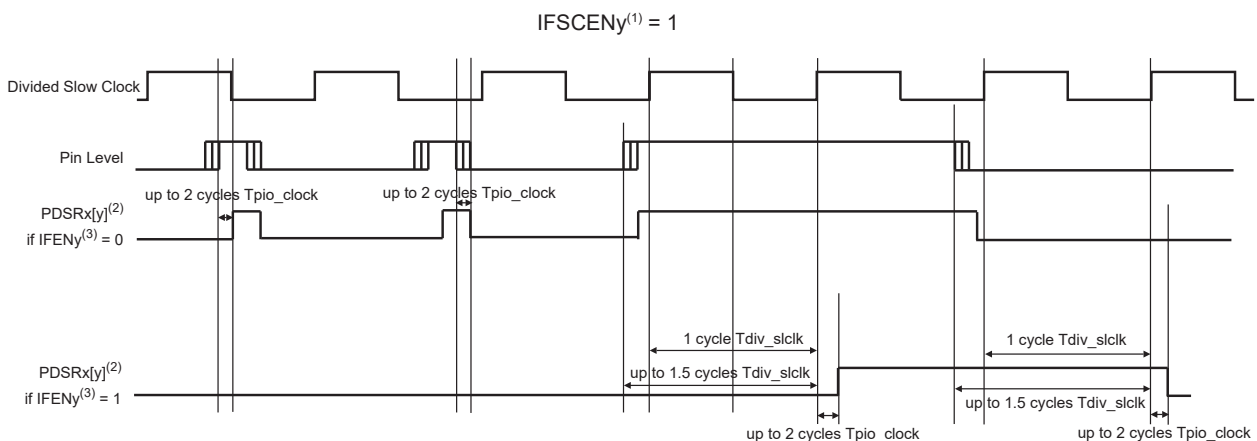 IFSCENy(1) = 1
Divided Slow Clock
Pin Level
up to 2 cycles Tpio_clock
up to 2 cycles Tpio_clock
PDSRx[y](2)
if IFENy(3) = 0
1 cycle Tdiv_slclk
1 cycle Tdiv_slclk
PDSRx[y](2)
up to 1.5 cycles Tdiv_slclk
if IFENy(3) = 1
up to 1.5 cycles Tdiv_slclk
up to 2 cycles Tpio_clock
up to 2 cycles Tpio_clock